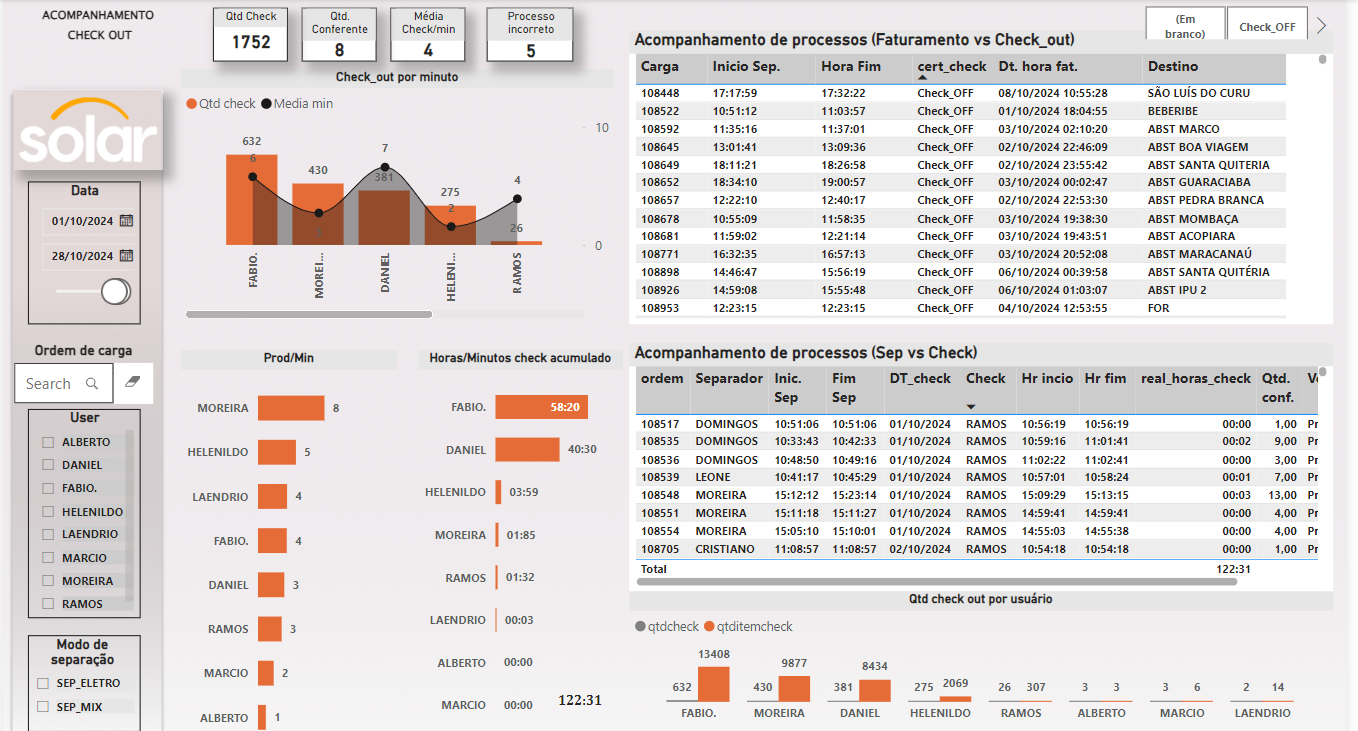 ACOMPANHAMENTO
CHECK OUT
solar
Data
01/10/2024
28/10/2024
Ordem de carga
Search
User
ALBERTO
DANIEL
FABIO.
HELENILDO
LAENDRIO
MARCIO
MOREIRA
RAMOS
Modo de
separação
SEP_ELETRO
SEP_MIX
Qtd Check
1752
Qtd.
Conferente
8
Média
Check/min
4
Processo
incorreto
5
Check_out por minuto
Qtd check Media min
632 430 381 275 26
6 7 2 4
10
0
FABIO. MOREI... DANIEL HELENI... RAMOS
Prod/Min
MOREIRA 8
HELENILDO 5
LAENDRIO 4
FABIO. 4
DANIEL 3
RAMOS 3
MARCIO 2
ALBERTO 1
Horas/Minutos check acumulado
FABIO. 58:20
DANIEL 40:30
HELENILDO 03:59
MOREIRA 01:85
RAMOS 01:32
LAENDRIO 00:03
ALBERTO 00:00
MARCIO 00:00
122:31
(Em
branco)
Check_OFF
Acompanhamento de processos (Faturamento vs Check_out)
Carga Inicio Sep. Hora Fim cert_check Dt. hora fat. Destino
108448 17:17:59 17:32:22 Check_OFF 08/10/2024 10:55:28 SÃO LUÍS DO CURU
108522 10:51:12 11:03:57 Check_OFF 01/10/2024 18:04:55 BEBERIBE
108592 11:35:16 11:37:01 Check_OFF 03/10/2024 02:10:20 ABST MARCO
108645 13:01:41 13:09:36 Check_OFF 02/10/2024 22:46:09 ABST BOA VIAGEM
108649 18:11:21 18:26:58 Check_OFF 02/10/2024 23:55:42 ABST SANTA QUITERIA
108652 18:34:10 19:00:57 Check_OFF 03/10/2024 00:02:47 ABST GUARACIABA
108657 12:22:10 12:40:17 Check_OFF 02/10/2024 22:53:30 ABST PEDRA BRANCA
108678 10:55:09 11:58:35 Check_OFF 03/10/2024 19:38:30 ABST MOMBAÇA
108681 11:59:02 12:21:14 Check_OFF 03/10/2024 19:43:51 ABST ACOPIARA
108771 16:32:35 16:57:13 Check_OFF 03/10/2024 20:52:08 ABST MARACANAÚ
108898 14:46:47 15:56:19 Check_OFF 06/10/2024 00:39:58 ABST SANTA QUITÉRIA
108926 14:59:08 15:55:48 Check_OFF 06/10/2024 01:03:07 ABST IPU 2
108953 12:23:15 12:23:15 Check_OFF 04/10/2024 12:53:55 FOR
Acompanhamento de processos (Sep vs Check)
ordem Separador Inic. Sep Fim Sep DT_check Check Hr incio Hr fim real_horas_check Qtd. conf.
108517 DOMINGOS 10:51:06 10:51:06 01/10/2024 RAMOS 10:56:19 10:56:19 00:00 1,00 Pr
108535 DOMINGOS 10:33:43 10:42:33 01/10/2024 RAMOS 10:59:16 11:01:41 00:02 9,00 Pr
108536 DOMINGOS 10:48:50 10:49:16 01/10/2024 RAMOS 11:02:22 11:02:41 00:00 3,00 Pr
108539 LEONE 10:41:17 10:45:29 01/10/2024 RAMOS 10:57:01 10:58:24 00:01 7,00 Pr
108548 MOREIRA 15:12:12 15:23:14 01/10/2024 RAMOS 15:09:29 15:13:15 00:03 13,00 Pr
108551 MOREIRA 15:11:18 15:11:27 01/10/2024 RAMOS 14:59:41 14:59:41 00:00 4,00 Pr
108554 MOREIRA 15:05:10 15:10:01 01/10/2024 RAMOS 14:55:03 14:55:38 00:00 4,00 Pr
108705 CRISTIANO 11:08:57 11:08:57 02/10/2024 RAMOS 10:54:18 10:54:18 00:00 1,00 Pr
Total 122:31
Qtd check out por usuário
qtdcheck qtditemcheck
632 13408 430 9877 381 8434 275 2069 26 307 3 3 3 6 2 14
FABIO. MOREIRA DANIEL HELENILDO RAMOS ALBERTO MARCIO LAENDRIO